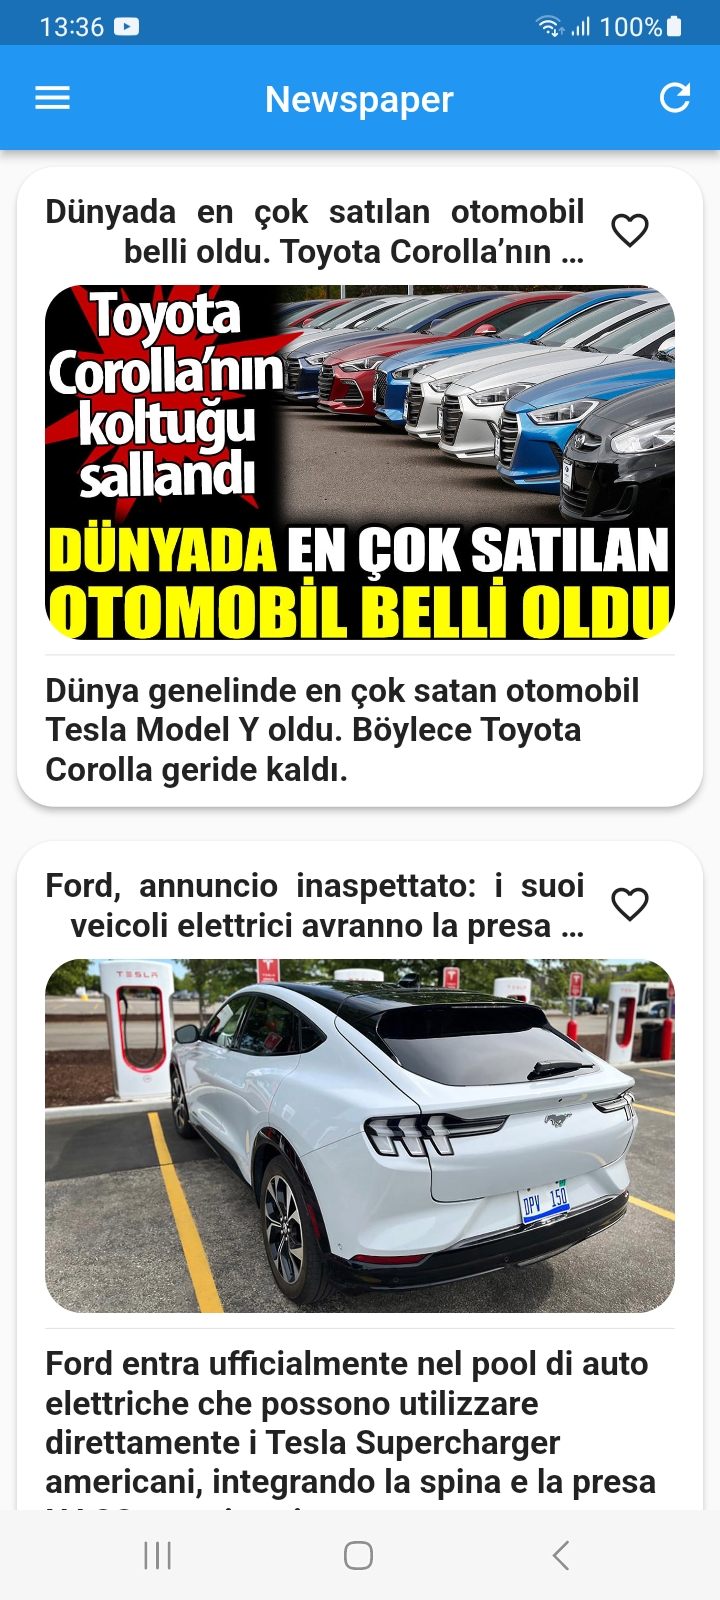 13:36
100%
Newspaper
Dünyada en çok satılan otomobil
belli oldu. Toyota Corolla’nın ...
Toyota
Corolla’nın
koltuğu
sallandı
DÜNYADA EN ÇOK SATILAN
OTOMOBİL BELLİ OLDU
Dünya genelinde en çok satan otomobil
Tesla Model Y oldu. Böylece Toyota
Corolla geride kaldı.
Ford, annuncio inaspettato: i suoi
veicoli elettrici avranno la presa ...
TESLA
DPV 150
Ford entra ufficialmente nel pool di auto
elettriche che possono utilizzare
direttamente i Tesla Supercharger
americani, integrando la spina e la presa